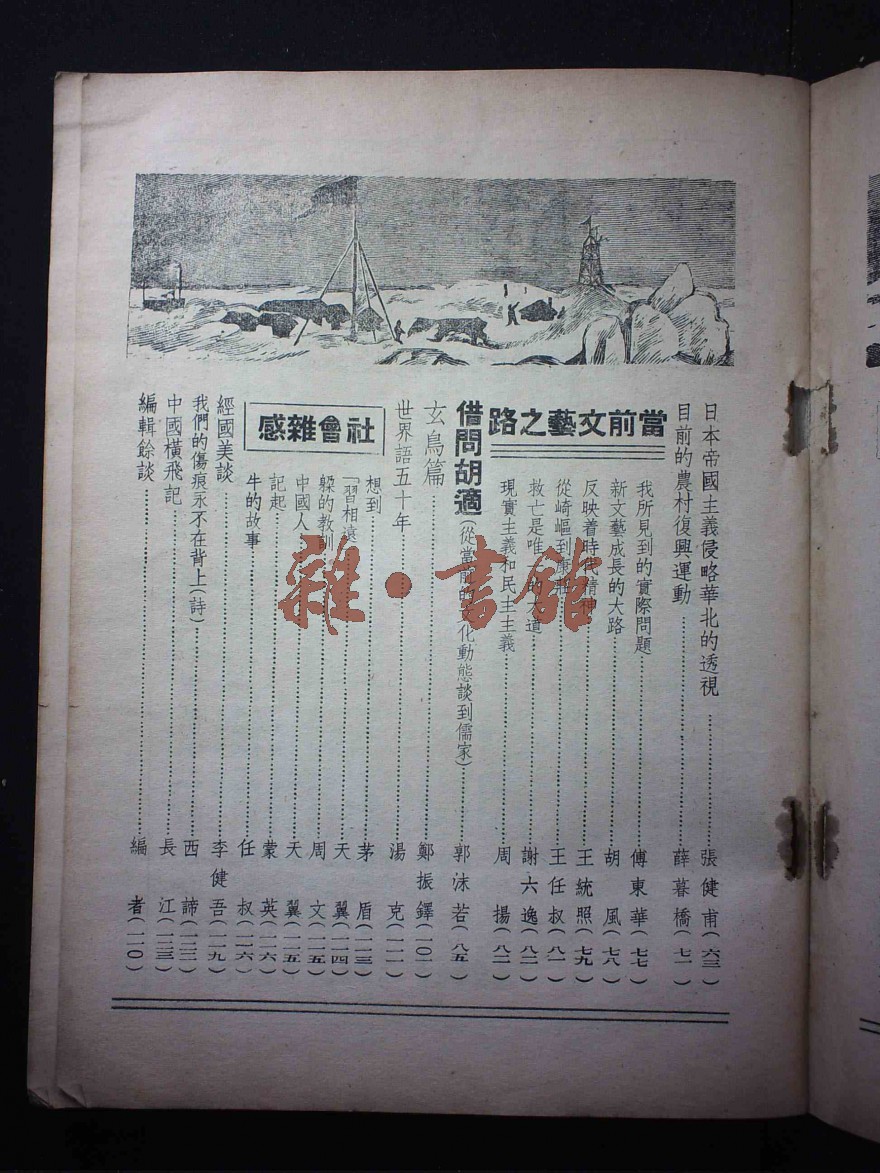 日本帝國主義侵略華北的透視………張健甫(六三)
目前的農村復興運動………薛暮橋(七一)
當前文藝之路
我所見到的實際問題………傅東華(七七)
新文藝成長的大路………胡風(七八)
反映着時代精神………王統照(七九)
從崎嶇到康莊………王任叔(八一)
救亡是唯一的大道………謝六逸(八二)
現實主義和民主主義………周揚(八二)
借問胡適(從當前的文化動態談到儒家)………郭沫若(八五)
玄鳥篇………鄭振鐸(一〇一)
世界語五十年………湯克(一一一)
社會雜感
想到………茅盾(一一三)
「習相遠………天翼(一一四)
躲的教訓………周文(一一五)
中國人………天翼(一一五)
記起………蒙英(一一六)
牛的故事………任叔(一一六)
經國美談………李健吾(一一九)
我們的傷痕永不在背上(詩)………西諦(一二二)
中國橫飛記………長江(一二三)
編輯餘談………編者(一一〇)
雜·書館